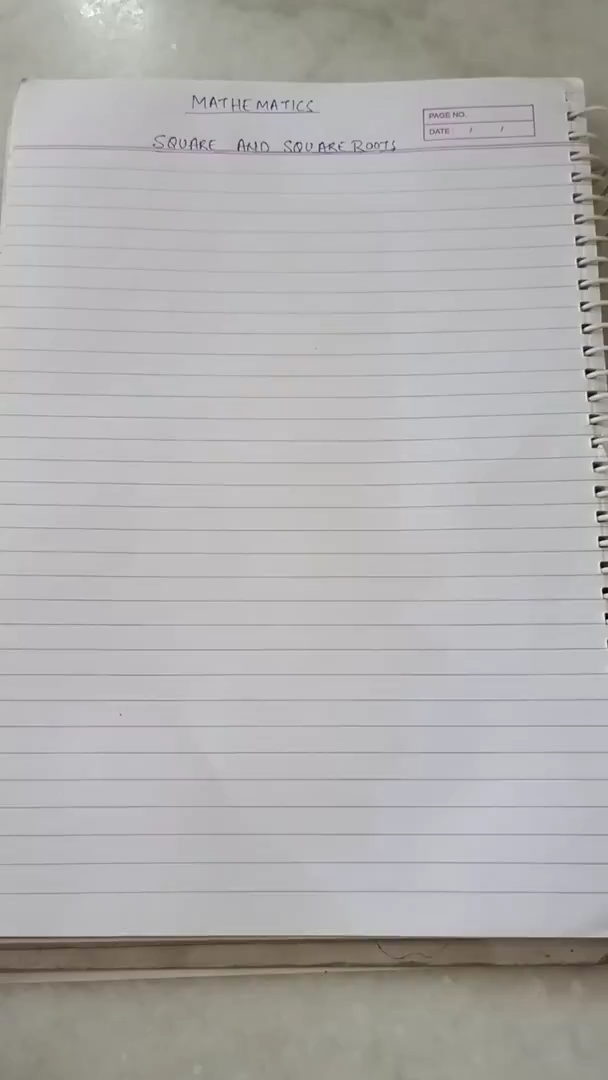 MATHEMATICS
PAGE NO.
DATE / /
SQUARE AND SQUARE ROOTS